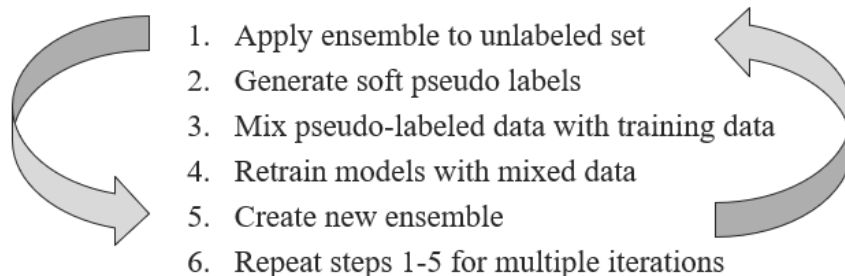 1. Apply ensemble to unlabeled set
2. Generate soft pseudo labels
3. Mix pseudo-labeled data with training data
4. Retrain models with mixed data
5. Create new ensemble
6. Repeat steps 1-5 for multiple iterations